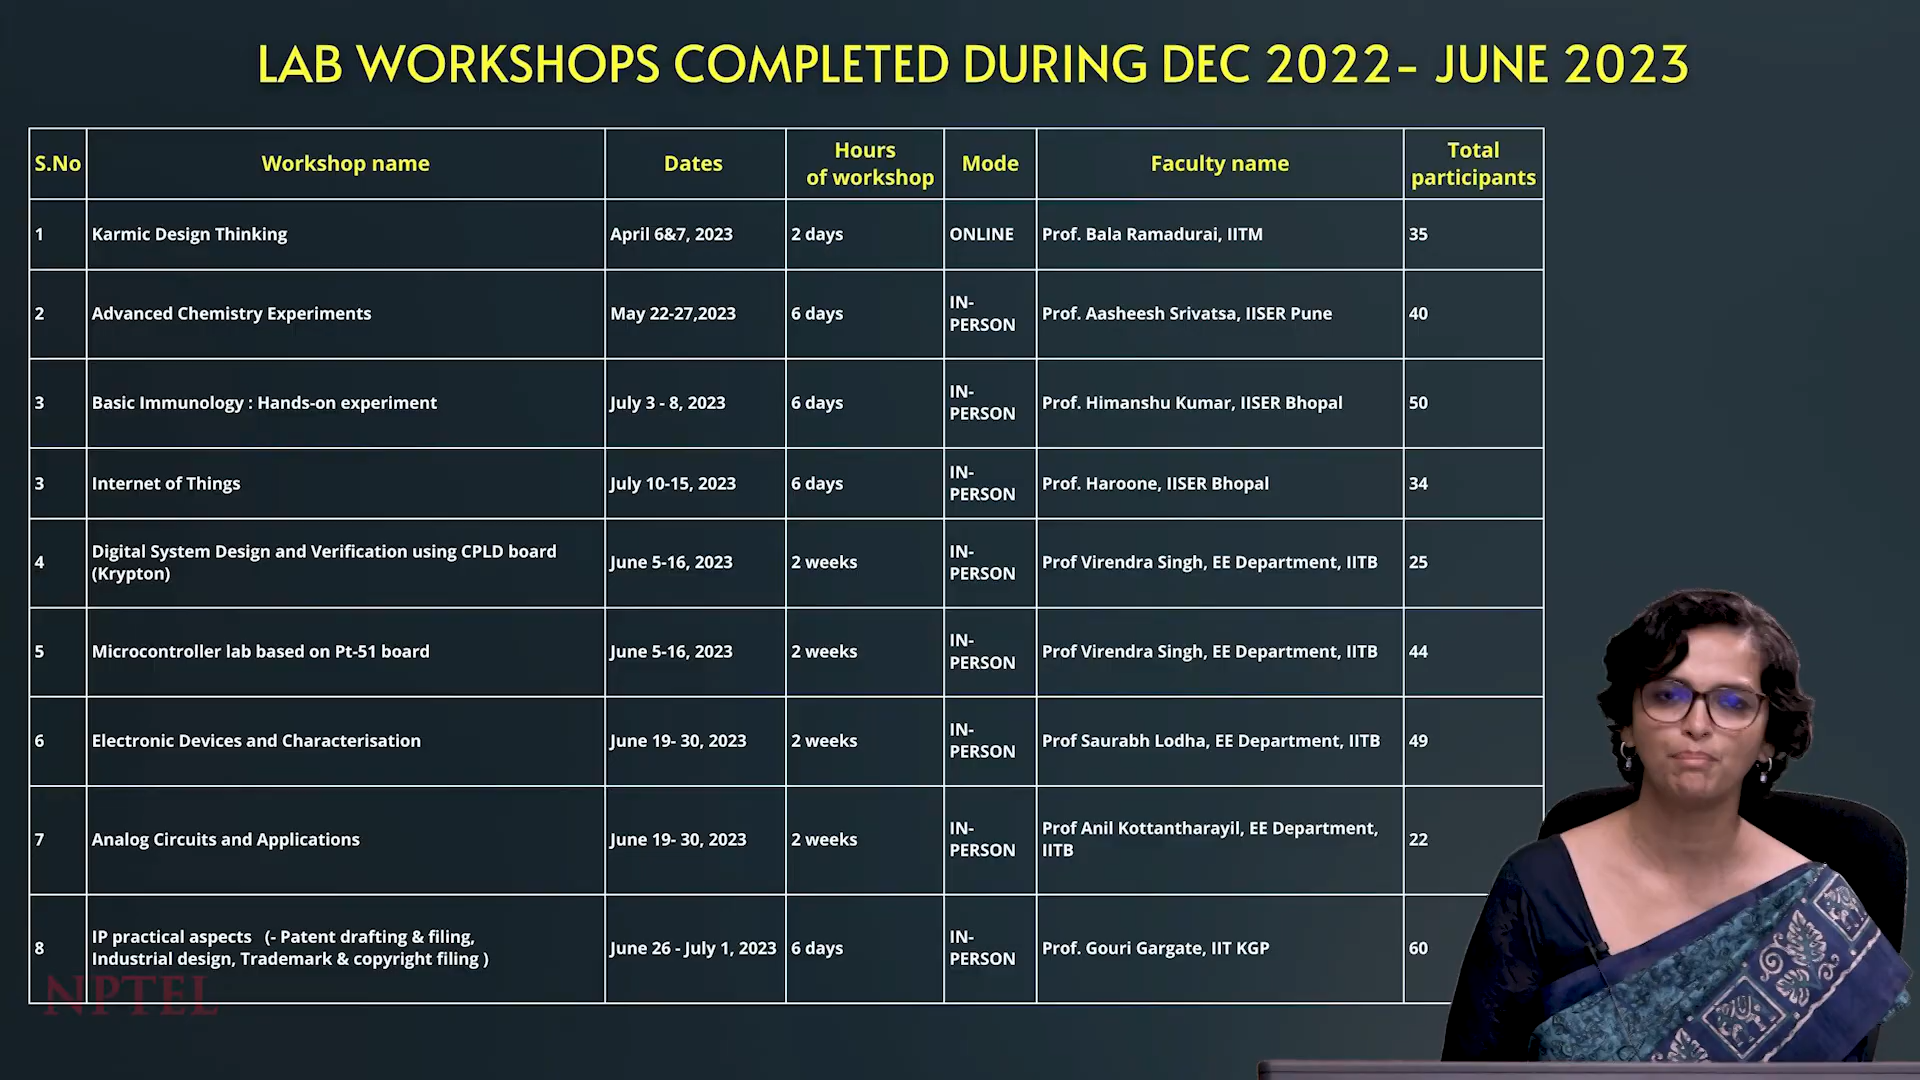 LAB WORKSHOPS COMPLETED DURING DEC 2022- JUNE 2023
S.No Workshop name Dates Hours of workshop Mode Faculty name Total participants
1 Karmic Design Thinking April 6&7, 2023 2 days ONLINE Prof. Bala Ramadurai, IITM 35
2 Advanced Chemistry Experiments May 22-27,2023 6 days IN-PERSON Prof. Aasheesh Srivatsa, IISER Pune 40
3 Basic Immunology : Hands-on experiment July 3 - 8, 2023 6 days IN-PERSON Prof. Himanshu Kumar, IISER Bhopal 50
3 Internet of Things July 10-15, 2023 6 days IN-PERSON Prof. Haroone, IISER Bhopal 34
4 Digital System Design and Verification using CPLD board (Krypton) June 5-16, 2023 2 weeks IN-PERSON Prof Virendra Singh, EE Department, IITB 25
5 Microcontroller lab based on Pt-51 board June 5-16, 2023 2 weeks IN-PERSON Prof Virendra Singh, EE Department, IITB 44
6 Electronic Devices and Characterisation June 19- 30, 2023 2 weeks IN-PERSON Prof Saurabh Lodha, EE Department, IITB 49
7 Analog Circuits and Applications June 19- 30, 2023 2 weeks IN-PERSON Prof Anil Kottantharayil, EE Department, IITB 22
8 IP practical aspects (- Patent drafting & filing, Industrial design, Trademark & copyright filing ) June 26 - July 1, 2023 6 days IN-PERSON Prof. Gouri Gargate, IIT KGP 60
NPTEL